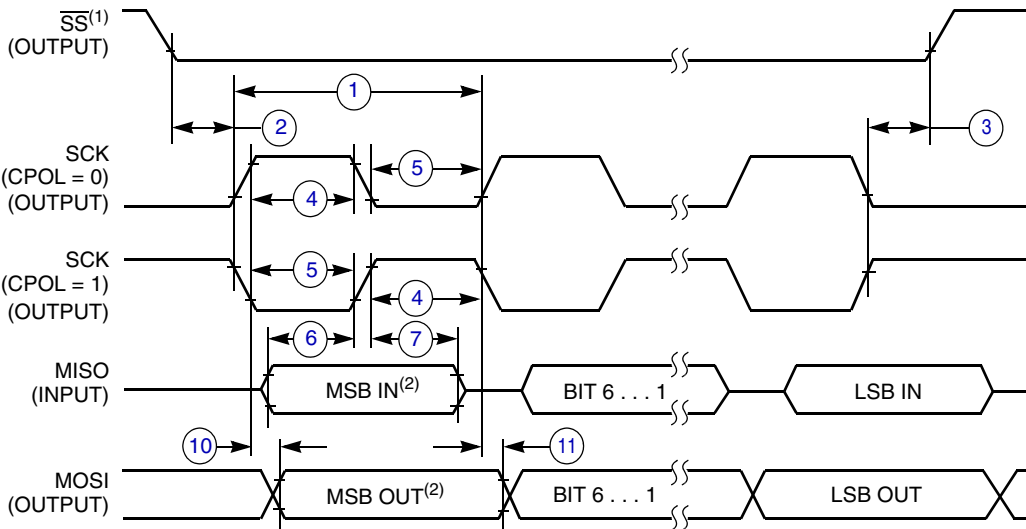 SS(1)
(OUTPUT)
1
2
3
SCK
(CPOL = 0)
(OUTPUT)
5
4
SCK
(CPOL = 1)
(OUTPUT)
5
4
6
7
MISO
(INPUT)
MSB IN(2)
BIT 6 . . . 1
LSB IN
10
11
MOSI
(OUTPUT)
MSB OUT(2)
BIT 6 . . . 1
LSB OUT